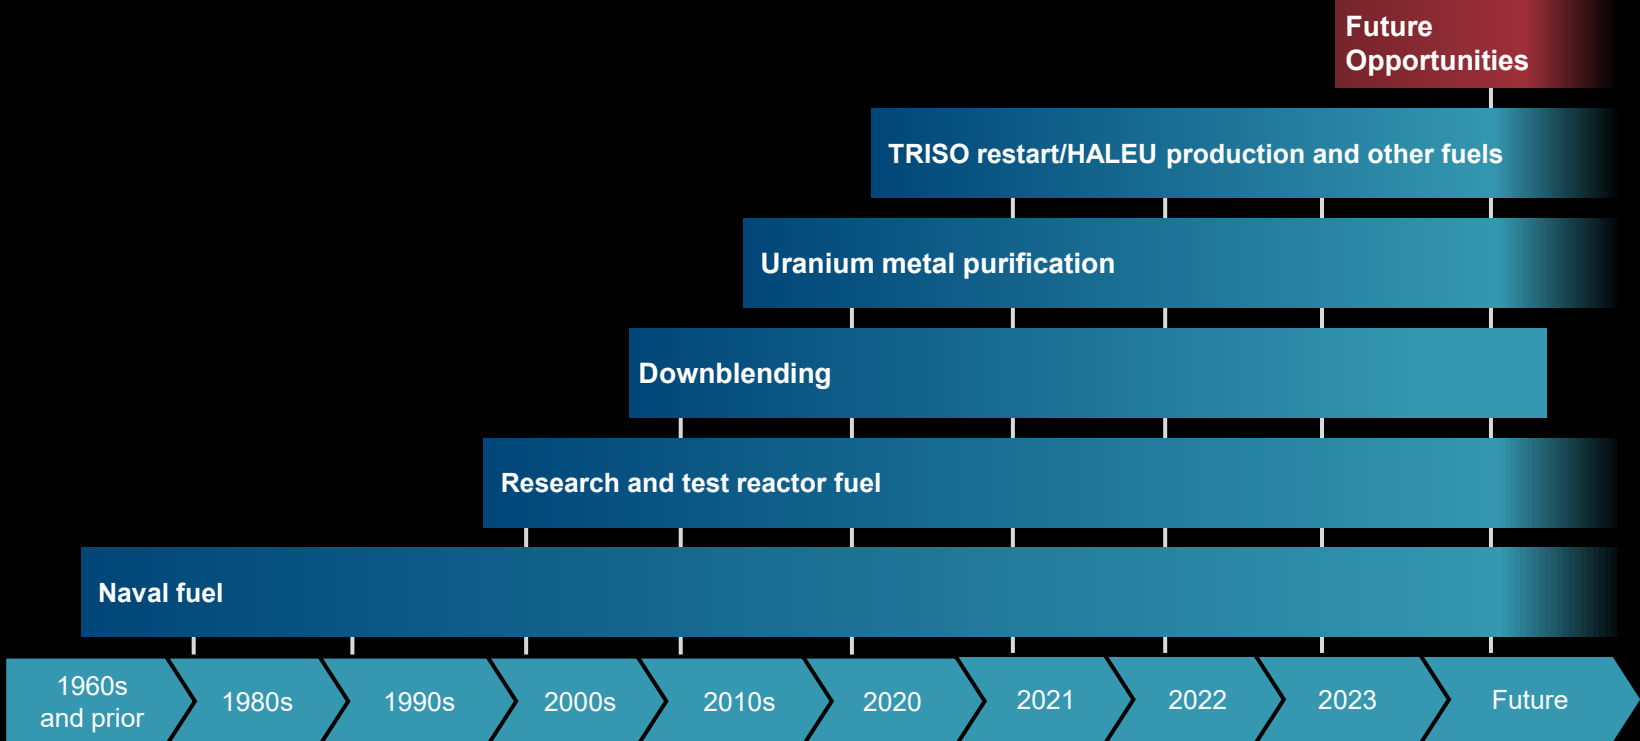 Future
Opportunities
TRISO restart/HALEU production and other fuels
Uranium metal purification
Downblending
Research and test reactor fuel
Naval fuel
1960s
and prior
1980s
1990s
2000s
2010s
2020
2021
2022
2023
Future